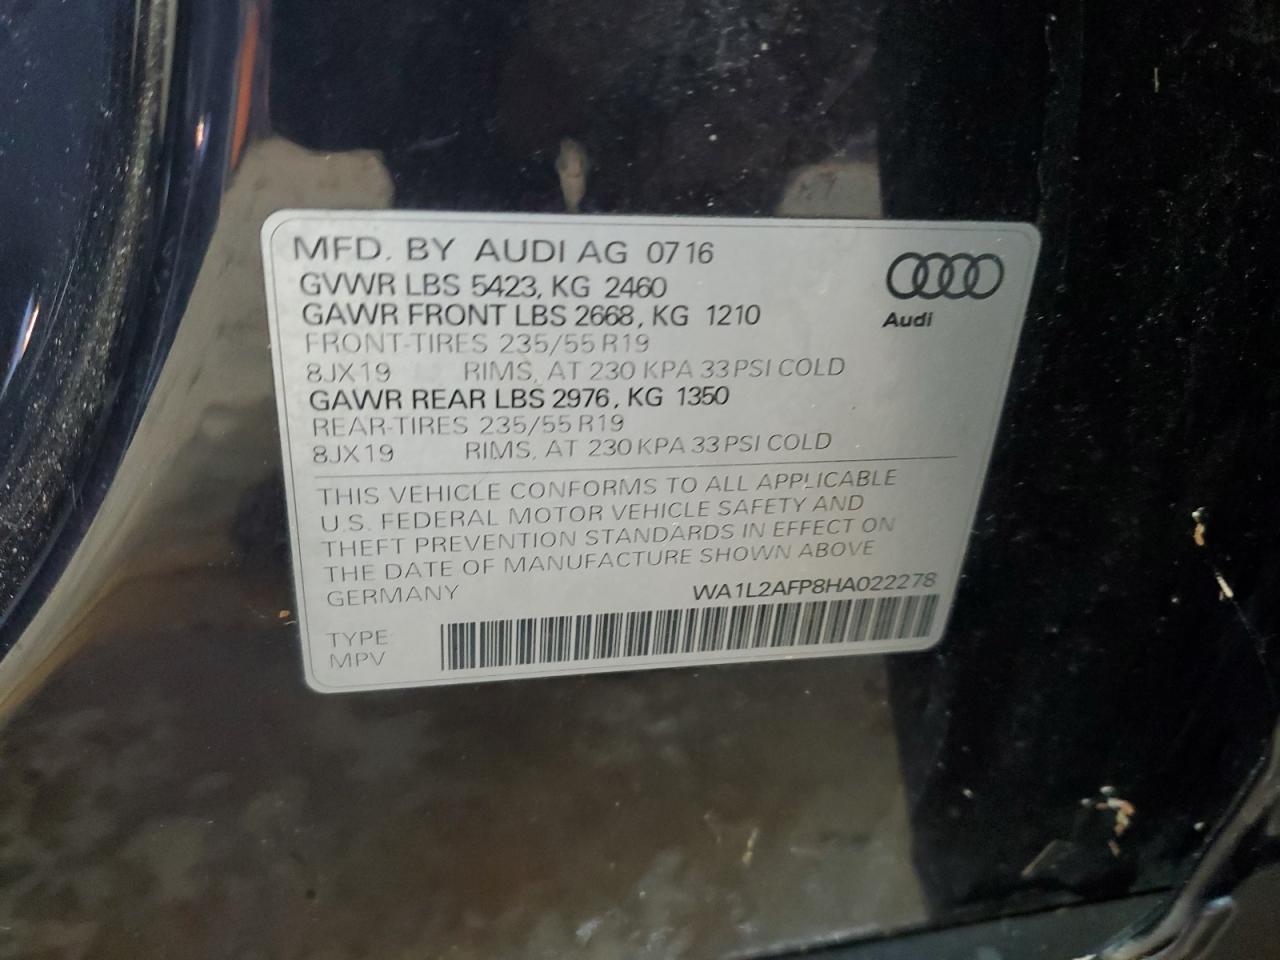 MFD. BY AUDI AG 0716
GVWR LBS 5423, KG 2460
GAWR FRONT LBS 2668, KG 1210
FRONT-TIRES 235/55 R19
8JX19 RIMS, AT 230 KPA 33 PSI COLD
GAWR REAR LBS 2976, KG 1350
REAR-TIRES 235/55 R19
8JX19 RIMS, AT 230 KPA 33 PSI COLD
Audi
THIS VEHICLE CONFORMS TO ALL APPLICABLE
U.S. FEDERAL MOTOR VEHICLE SAFETY AND
THEFT PREVENTION STANDARDS IN EFFECT ON
THE DATE OF MANUFACTURE SHOWN ABOVE
GERMANY WA1L2AFP8HA022278
TYPE
MPV